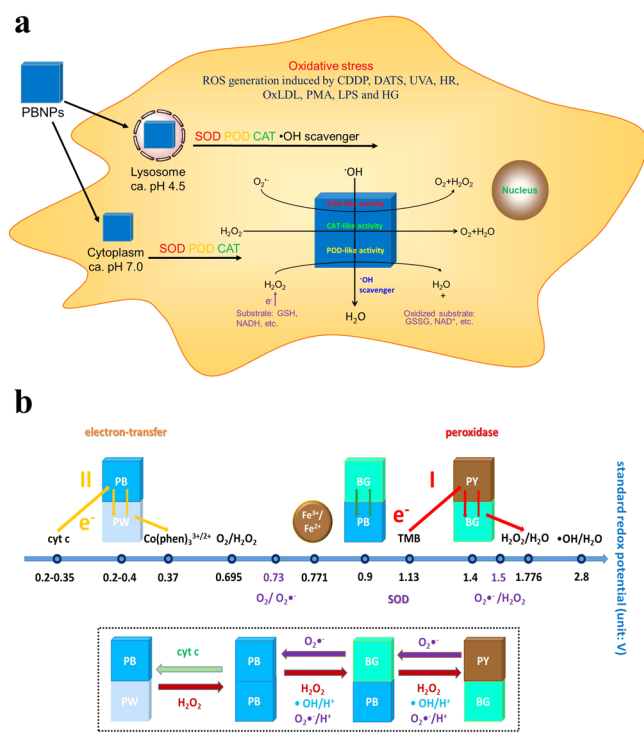 a
Oxidative stress
ROS generation induced by CDDP, DATS, UVA, HR,
OxLDL, PMA, LPS and HG
PBNPs
SOD POD CAT •OH scavenger
Lysosome
ca. pH 4.5
Nucleus
O₂•⁻
·OH
O₂+H₂O₂
SOD-like activity
Cytoplasm
ca. pH 7.0
SOD POD CAT
H₂O₂
CAT-like activity
O₂+H₂O
POD-like activity
H₂O₂
·OH
scavenger
H₂O
+
e⁻
Substrate: GSH,
NADH, etc.
H₂O
Oxidized substrate:
GSSG, NAD⁺, etc.
b
electron-transfer
peroxidase
standard redox potential (unit: V)
II
PB
PW
e⁻
Fe³⁺/
Fe²⁺
BG
PB
I
e⁻
PY
BG
cyt c
Co(phen)₃³⁺/²⁺
O₂/H₂O₂
TMB
H₂O₂/H₂O
•OH/H₂O
0.2-0.35
0.2-0.4
0.37
0.695
0.73
0.771
0.9
1.13
1.4
1.5
1.776
2.8
O₂/ O₂•⁻
SOD
O₂•⁻/H₂O₂
PB
PW
cyt c
H₂O₂
PB
PB
O₂•⁻
H₂O₂
• OH/H⁺
O₂•⁻/H⁺
BG
PB
O₂•⁻
H₂O₂
• OH/H⁺
O₂•⁻/H⁺
PY
BG